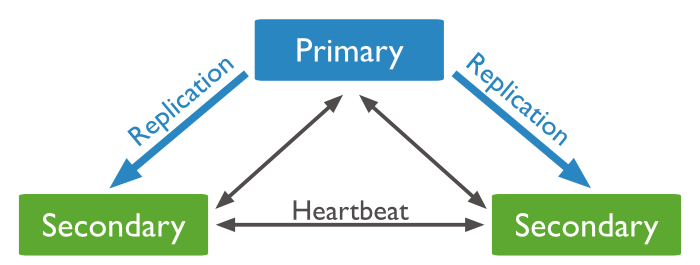 Primary
Replication
Replication
Heartbeat
Secondary
Secondary